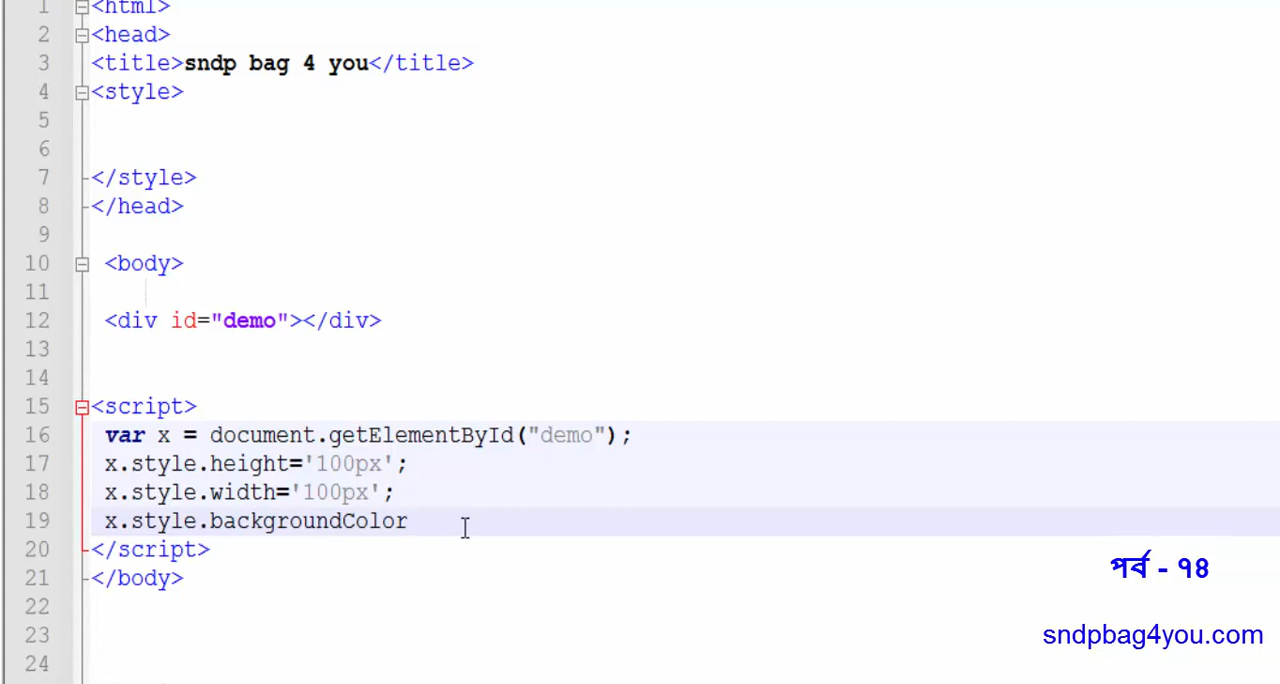 1 <html>
2 <head>
3 <title>sndp bag 4 you</title>
4 <style>
5
6
7 </style>
8 </head>
9
10 <body>
11
12 <div id="demo"></div>
13
14
15 <script>
16 var x = document.getElementById("demo");
17 x.style.height='100px';
18 x.style.width='100px';
19 x.style.backgroundColor
20 </script>
21 </body>
22
23
24
পর্ব - ৭৪
sndpbag4you.com